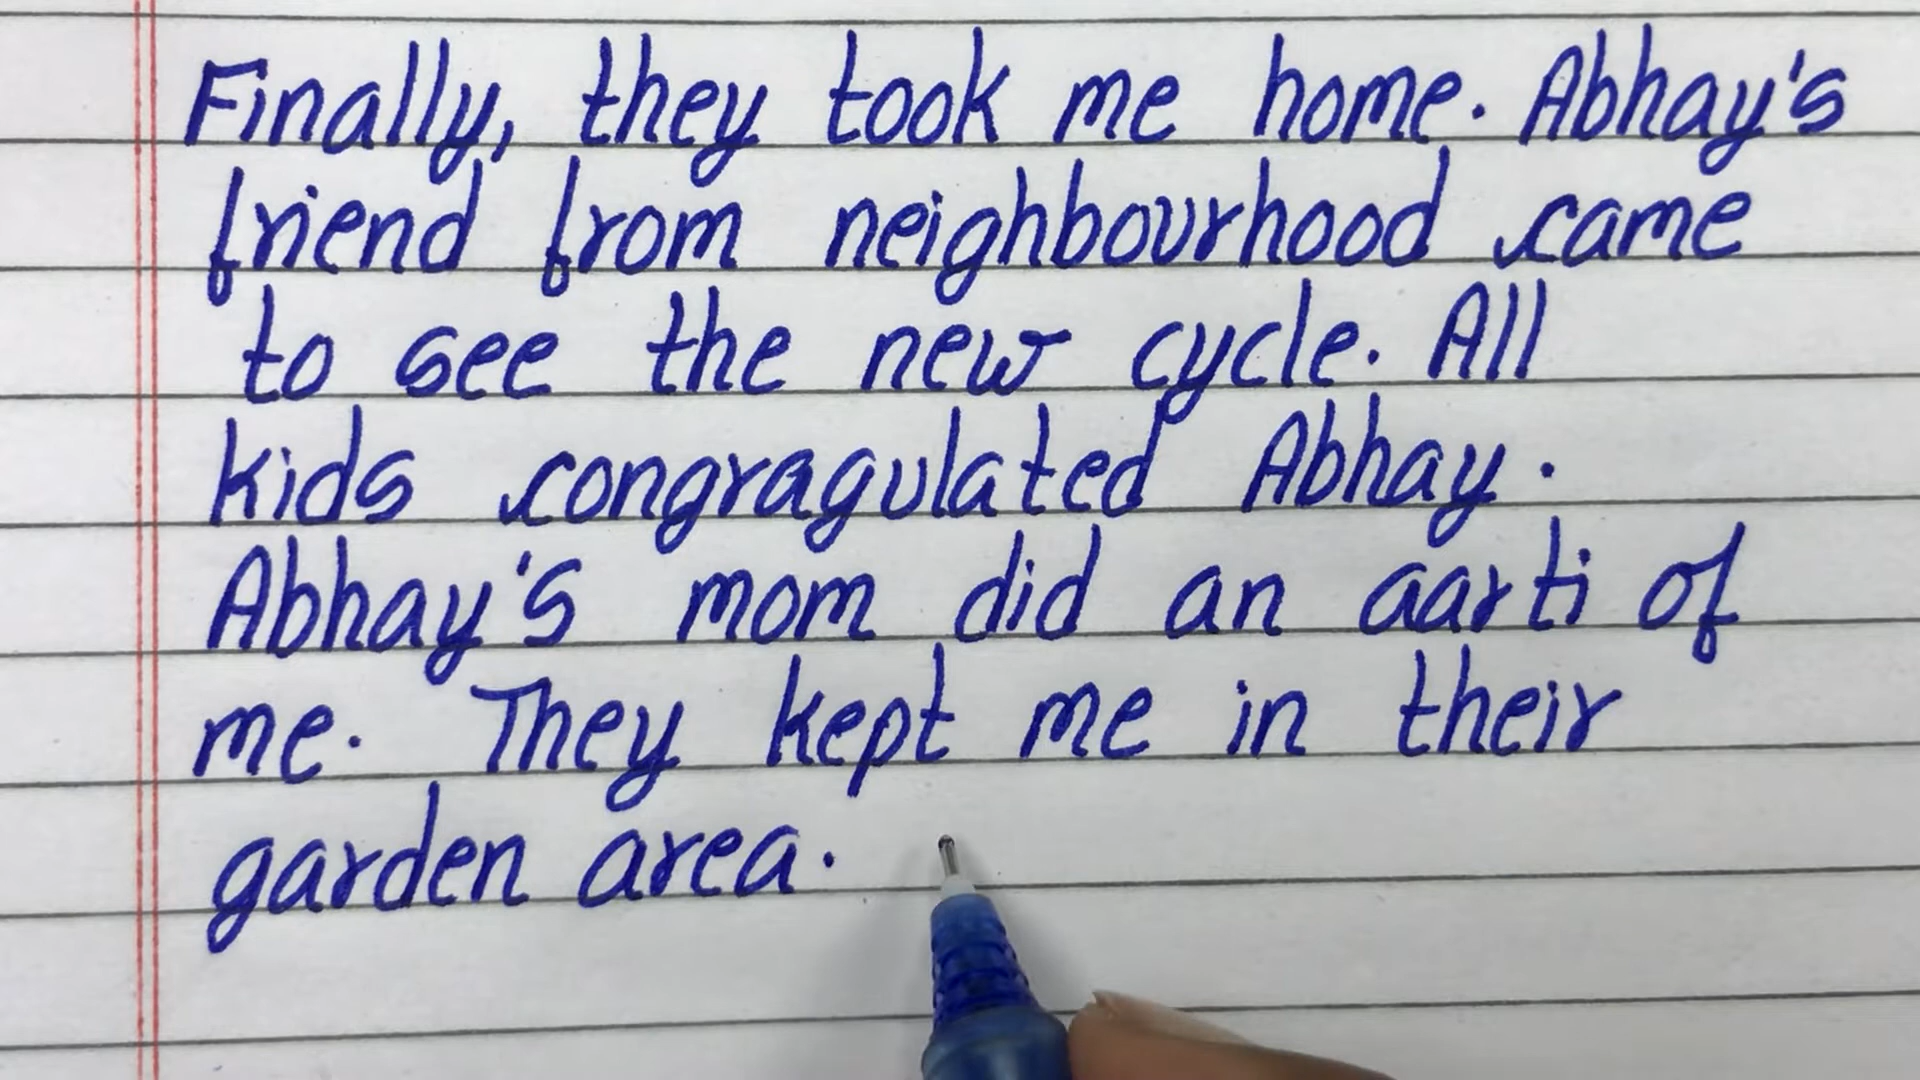 Finally, they took me home. Abhay's
friend from neighbourhood came
to see the new cycle. All
kids congragulated Abhay.
Abhay's mom did an aarti of
me. They kept me in their
garden area.